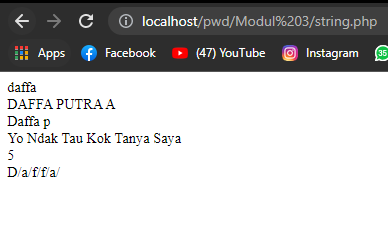 localhost/pwd/Modul%203/string.php
Apps Facebook (47) YouTube Instagram 35
daffa
DAFFA PUTRA A
Daffa p
Yo Ndak Tau Kok Tanya Saya
5
D/a/f/f/a/